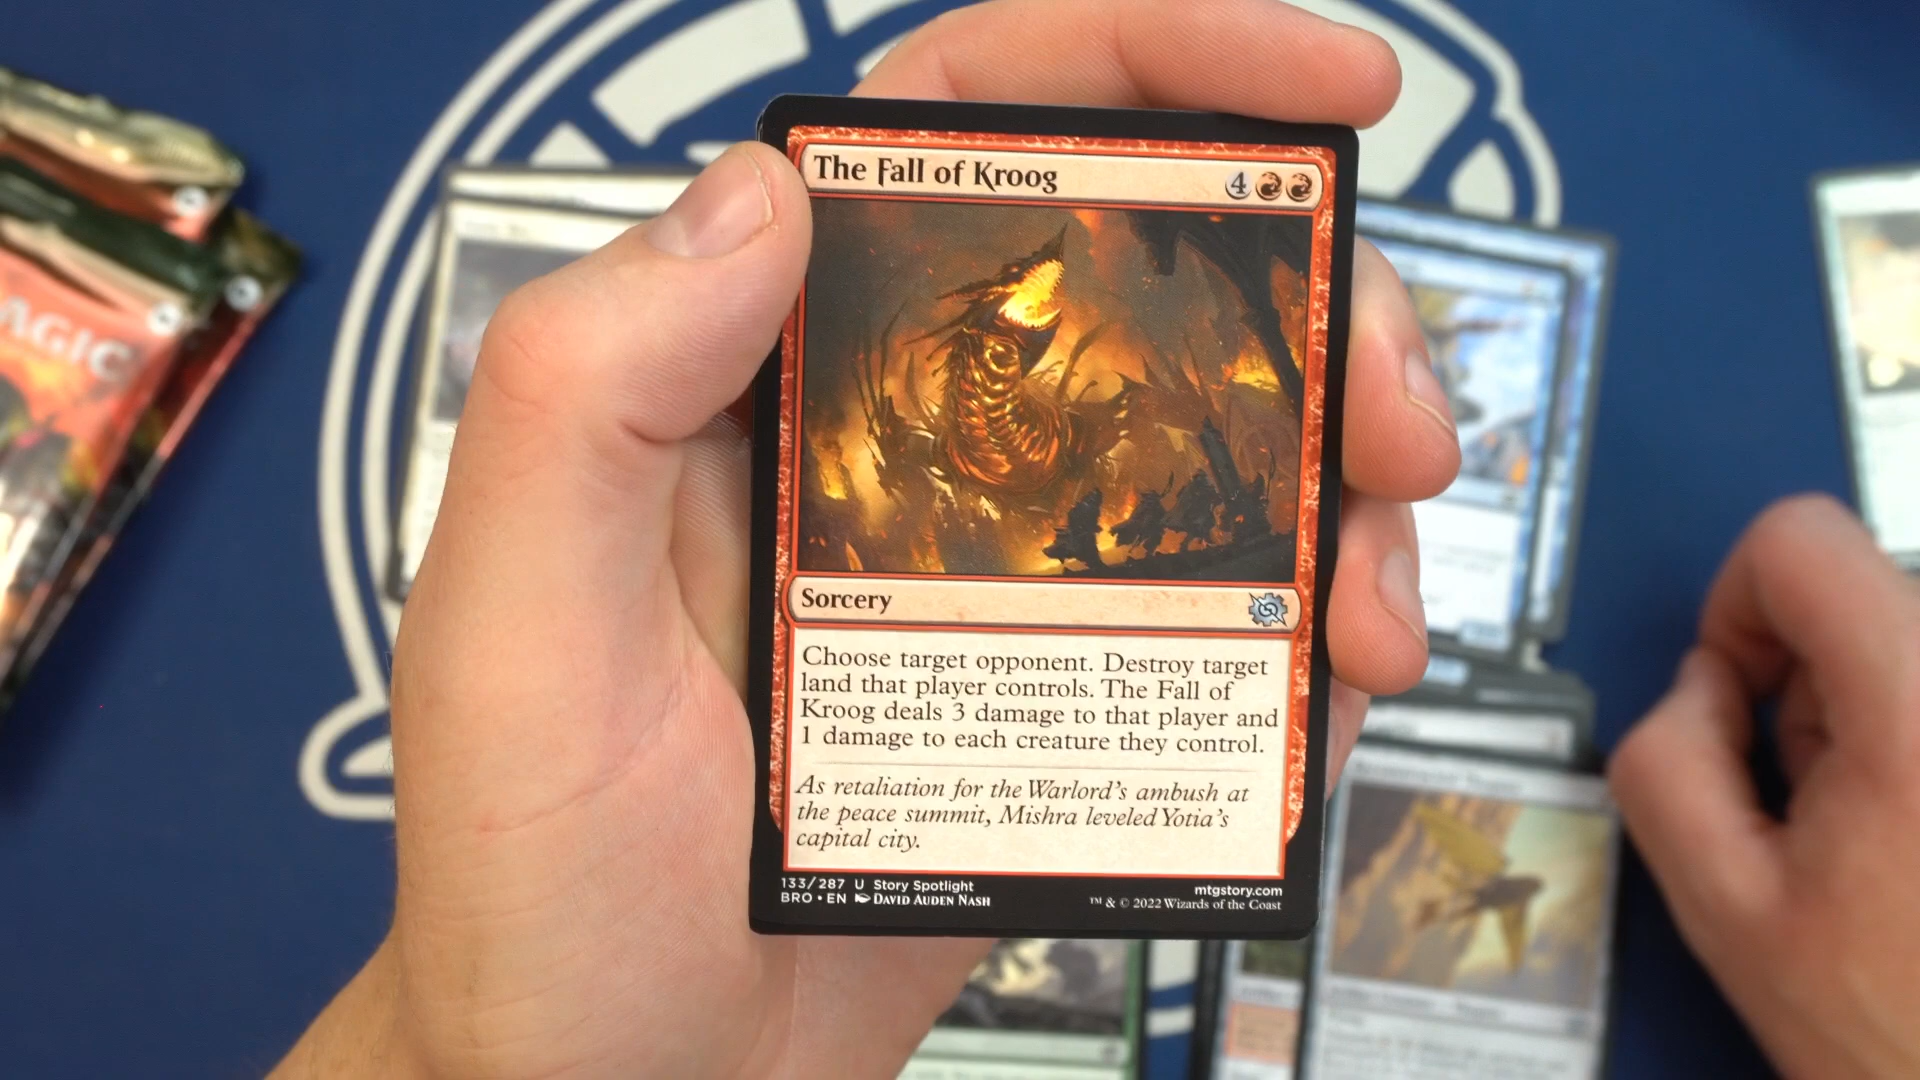 The Fall of Kroog
4
Sorcery
Choose target opponent. Destroy target
land that player controls. The Fall of
Kroog deals 3 damage to that player and
1 damage to each creature they control.
As retaliation for the Warlord's ambush at
the peace summit, Mishra leveled Yotia's
capital city.
133/287 U Story Spotlight
BRO • EN DAVID AUDEN NASH
mtgstory.com
™ & © 2022 Wizards of the Coast
AGIC